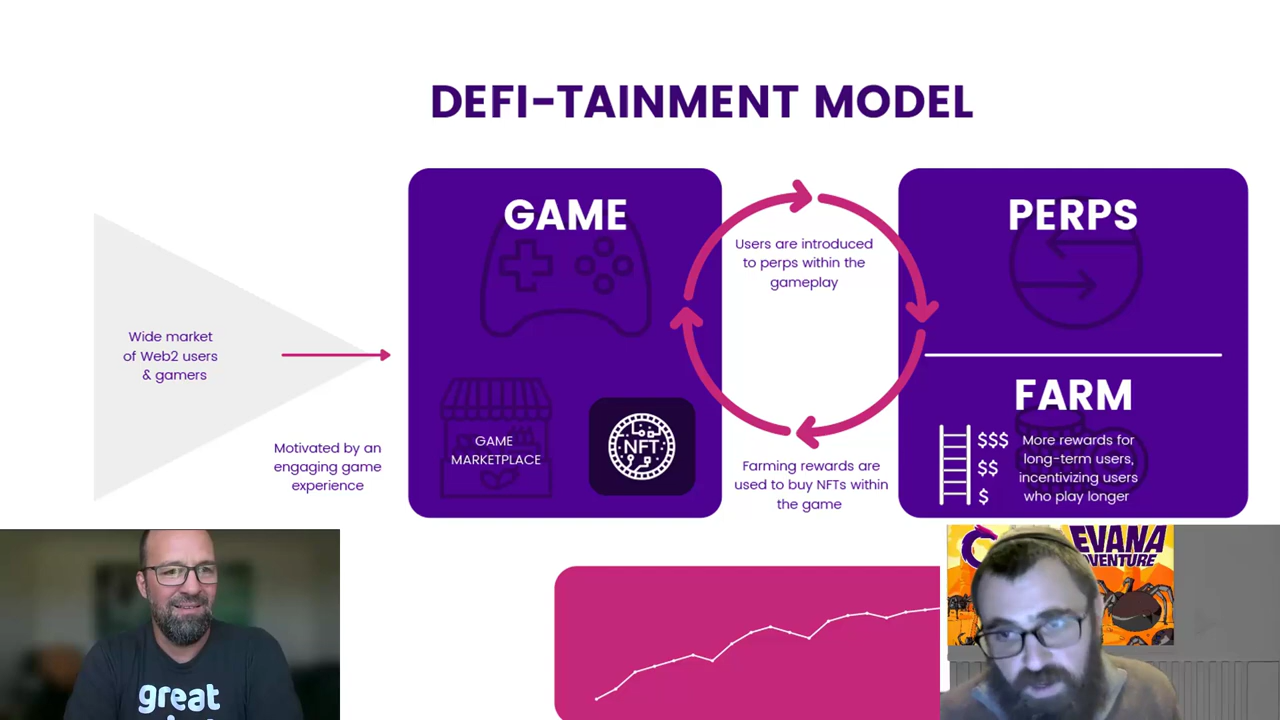 DEFI-TAINMENT MODEL
Wide market
of Web2 users
& gamers
Motivated by an
engaging game
experience
GAME
GAME
MARKETPLACE
NFT
Users are introduced
to perps within the
gameplay
Farming rewards are
used to buy NFTs within
the game
PERPS
FARM
$$$
$$
$
More rewards for
long-term users,
incentivizing users
who play longer
great
EVANA